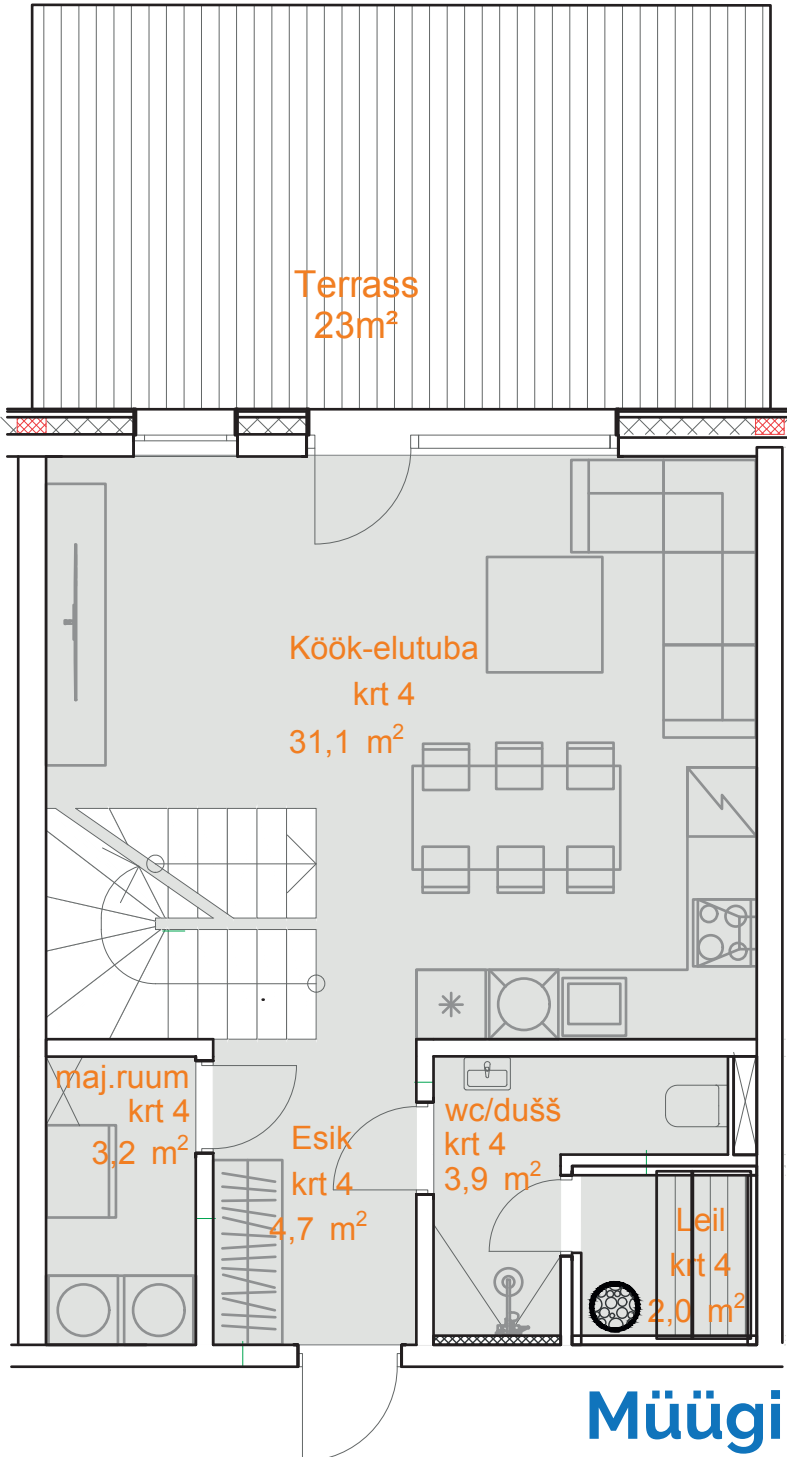 Terrass
23m²
Köök-elutuba
krt 4
31,1 m²
maj.ruum
krt 4
3,2 m²
Esik
krt 4
4,7 m²
wc/dušš
krt 4
3,9 m²
Leil
krt 4
2,0 m²
Müügi